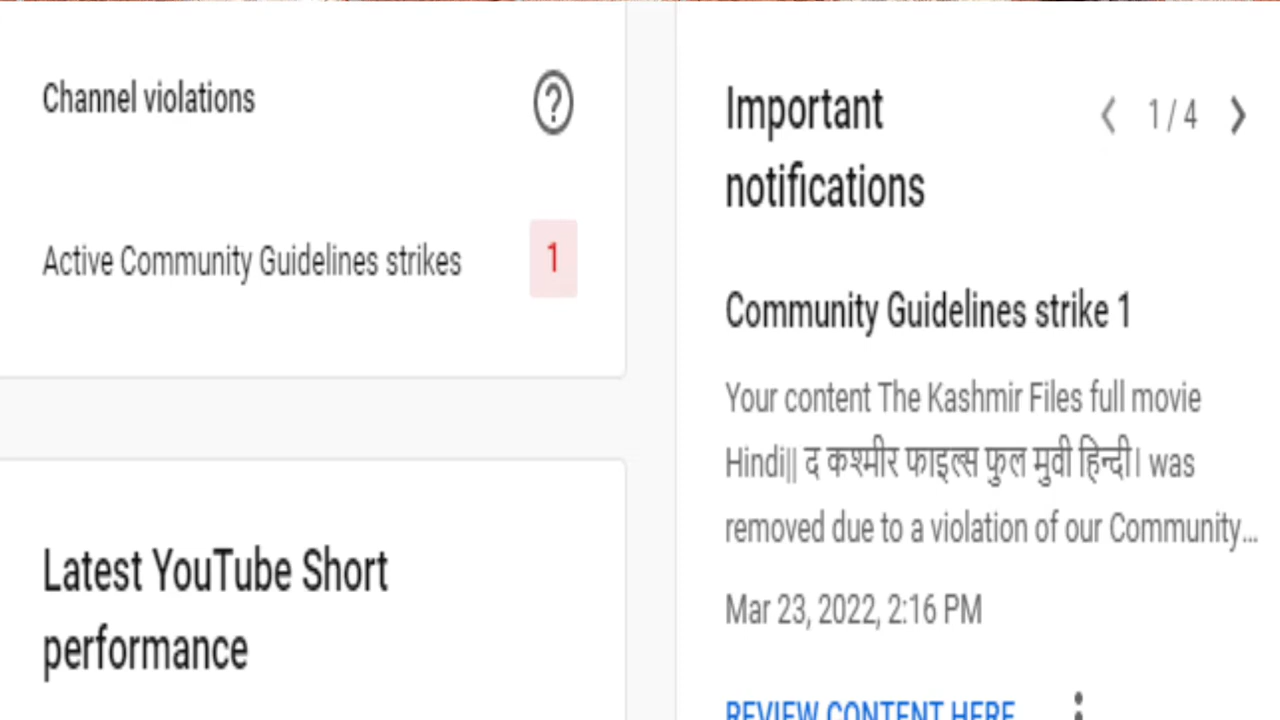 Channel violations
Active Community Guidelines strikes 1
Latest YouTube Short
performance
Important
notifications
1 / 4
Community Guidelines strike 1
Your content The Kashmir Files full movie
Hindi|| द कश्मीर फाइल्स फुल मुवी हिन्दी। was
removed due to a violation of our Community...
Mar 23, 2022, 2:16 PM
REVIEW CONTENT HERE